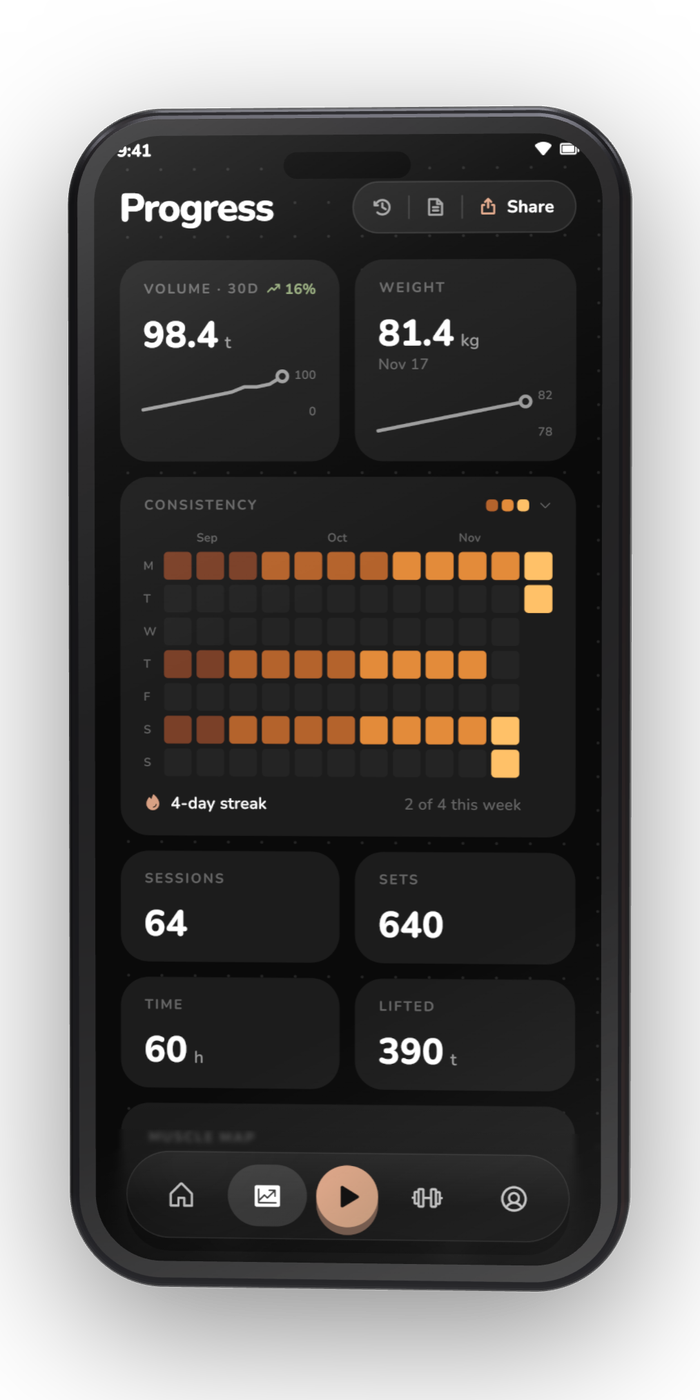 9:41
Progress
Share
VOLUME · 30D 16%
98.4 t
100
0
WEIGHT
81.4 kg
Nov 17
82
78
CONSISTENCY
Sep Oct Nov
M
T
W
T
F
S
S
4-day streak
2 of 4 this week
SESSIONS
64
SETS
640
TIME
60 h
LIFTED
390 t
MUSCLE MAP